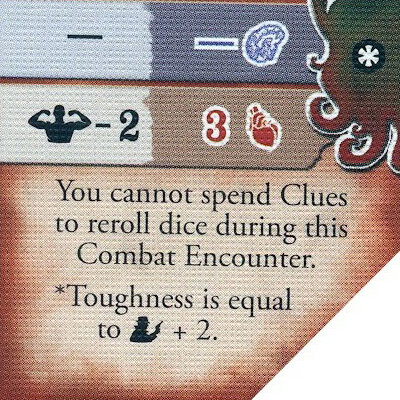 — —
*
- 2 3
You cannot spend Clues
to reroll dice during this
Combat Encounter.
*Toughness is equal
to + 2.